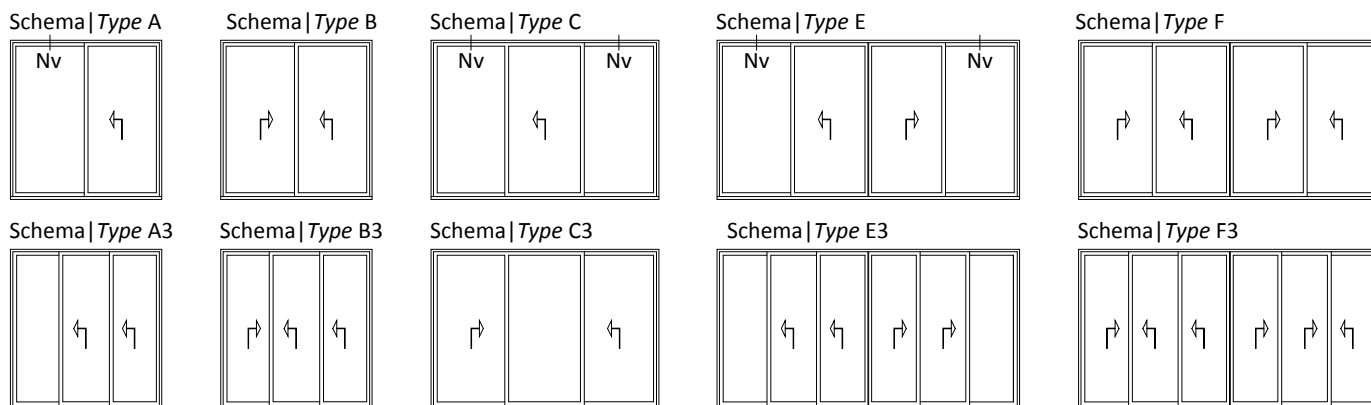 Schema|Type A
Schema|Type B
Schema|Type C
Schema|Type E
Schema|Type F
Nv
Nv
Nv
Nv
Nv
Schema|Type A3
Schema|Type B3
Schema|Type C3
Schema|Type E3
Schema|Type F3